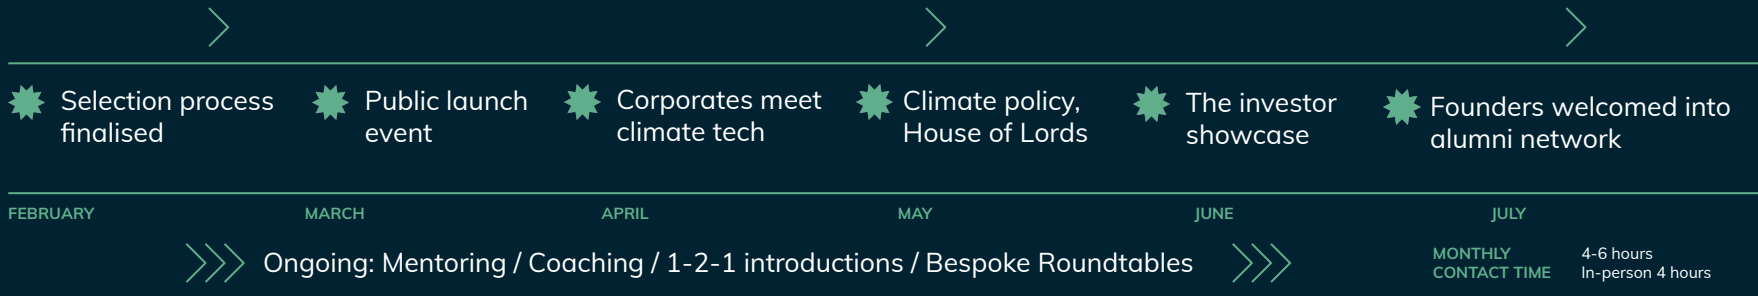 Selection process
finalised
Public launch
event
Corporates meet
climate tech
Climate policy,
House of Lords
The investor
showcase
Founders welcomed into
alumni network
FEBRUARY
MARCH
APRIL
MAY
JUNE
JULY
Ongoing: Mentoring / Coaching / 1-2-1 introductions / Bespoke Roundtables
MONTHLY
CONTACT TIME
4-6 hours
In-person 4 hours